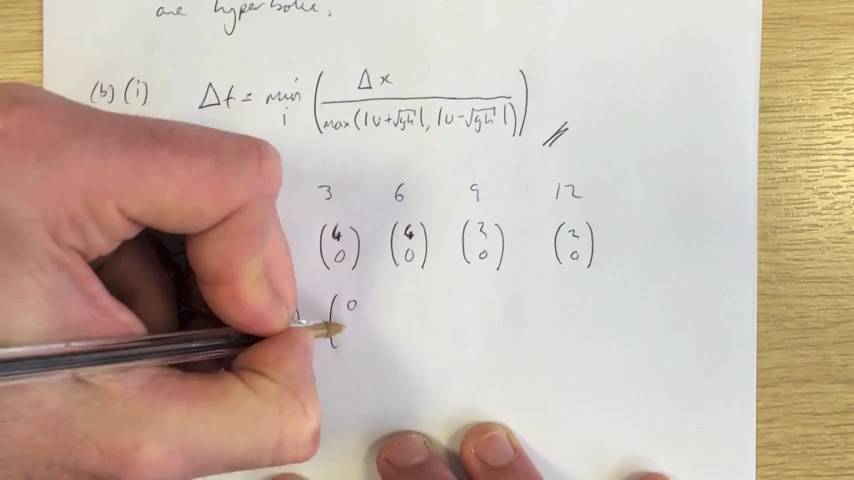 are hyperbolic.
(b) (i) Δt = min i ( Δx / max(|u+√gh|, |u-√gh|) )
3 6 9 12
(4 0) (4 0) (2 0) (2 0)
( 0